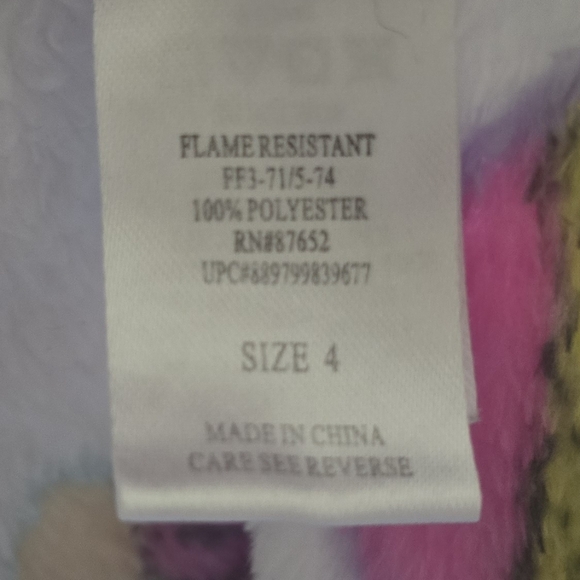 FLAME RESISTANT
FF3-71/5-74
100% POLYESTER
RN#87652
UPC#889799839677
SIZE 4
MADE IN CHINA
CARE SEE REVERSE